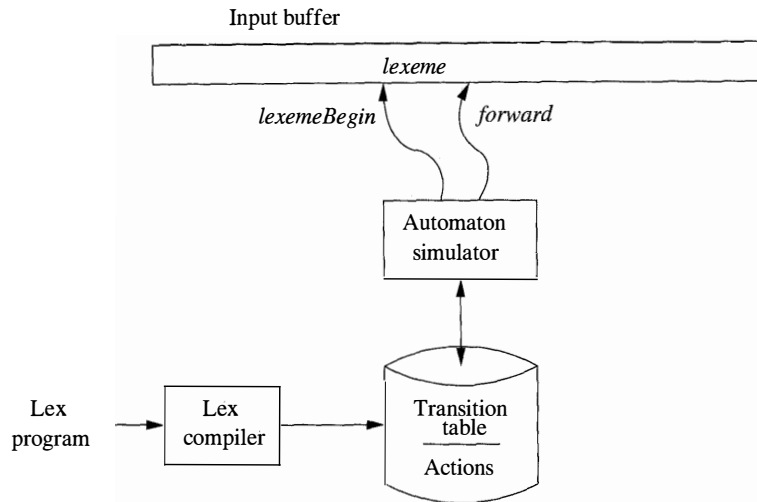 Input buffer
lexeme
lexemeBegin
forward
Automaton
simulator
Lex
program
Lex
compiler
Transition
table
Actions